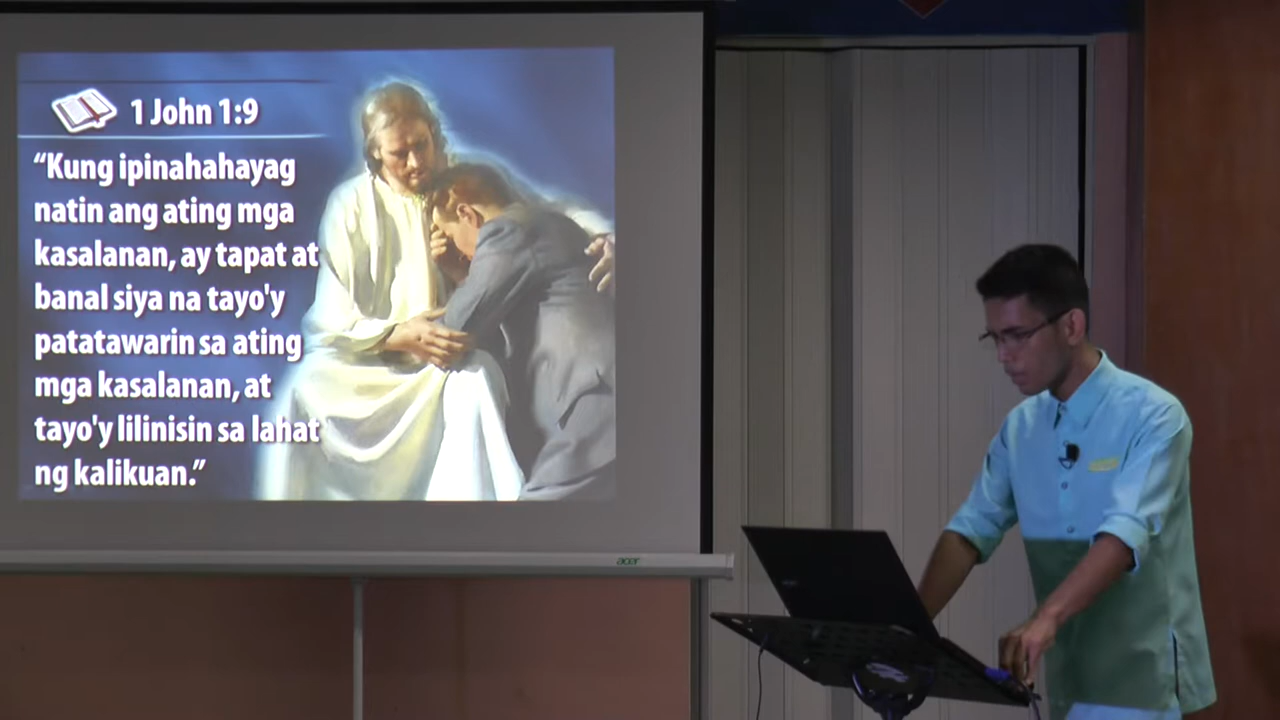 1 John 1:9
“Kung ipinahahayag
natin ang ating mga
kasalanan, ay tapat at
banal siya na tayo'y
patatawarin sa ating
mga kasalanan, at
tayo'y lilinisin sa lahat
ng kalikuan.”
acer